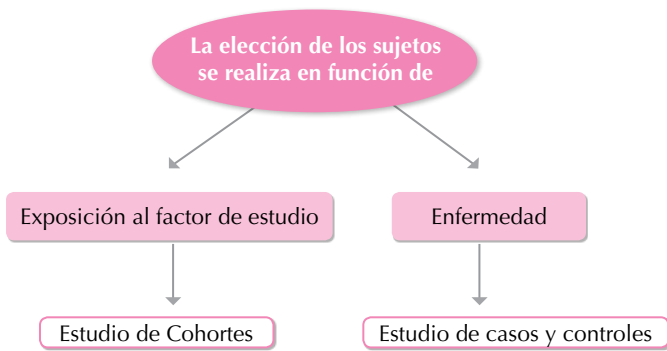 La elección de los sujetos
se realiza en función de
Exposición al factor de estudio
Enfermedad
Estudio de Cohortes
Estudio de casos y controles